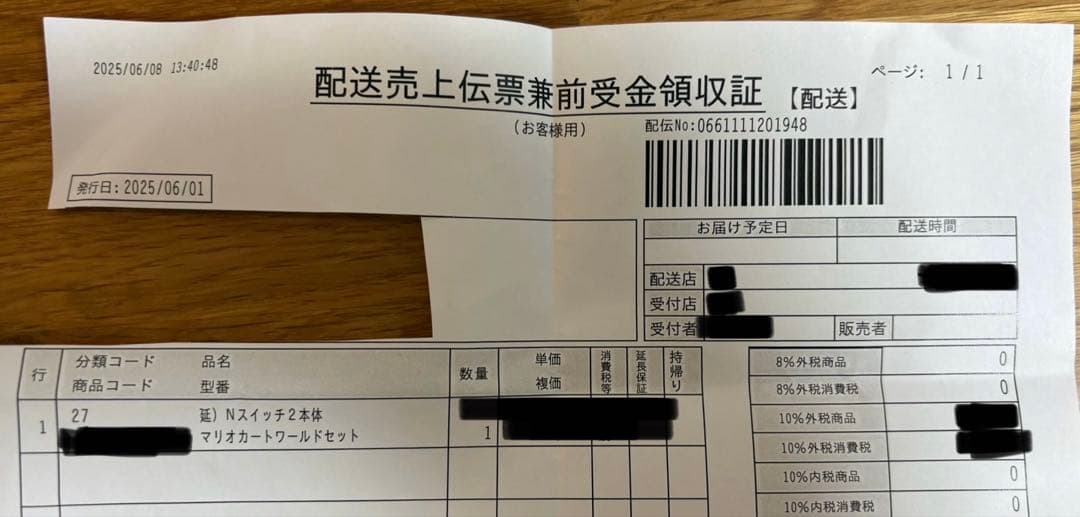 2025/06/08 13:40:48
配送売上伝票兼前受金領収証 【配送】
ページ: 1 / 1
(お客様用)
配伝No:0661111201948
発行日:2025/06/01
お届け予定日 配送時間
配送店
受付店
受付者 販売者
行 分類コード 品名 数量 単価 消費税等 延長保証 持帰り
商品コード 型番 複価
1 27 延)Nスイッチ2本体
マリオカートワールドセット 1
8%外税商品 0
8%外税消費税 0
10%外税商品
10%外税消費税
10%内税商品 0
10%内税消費税 0